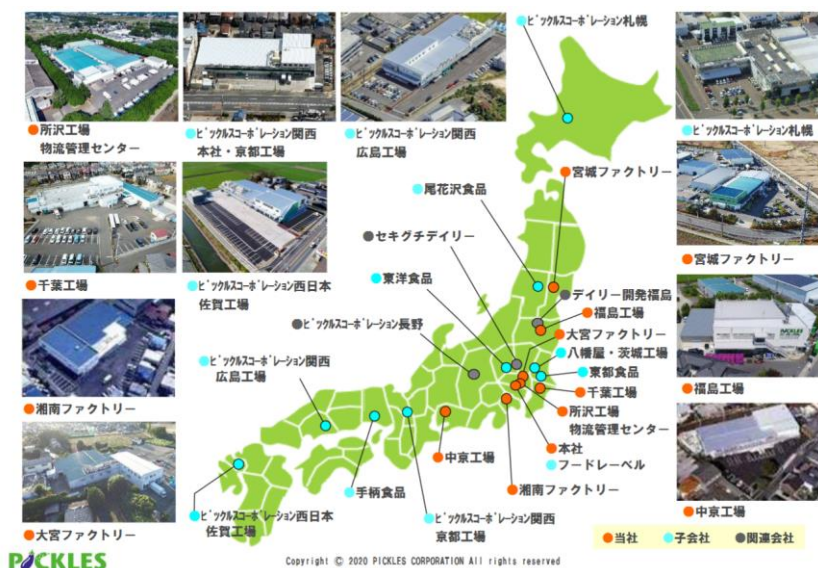 ﾋﾟｯｸﾙｽｺｰﾎﾟﾚｰｼｮﾝ札幌
●所沢工場
物流管理センター
●ﾋﾟｯｸﾙｽｺｰﾎﾟﾚｰｼｮﾝ関西
本社・京都工場
●ﾋﾟｯｸﾙｽｺｰﾎﾟﾚｰｼｮﾝ関西
広島工場
●ﾋﾟｯｸﾙｽｺｰﾎﾟﾚｰｼｮﾝ札幌
●宮城ファクトリー
●尾花沢食品
●セキグチデイリー
●宮城ファクトリー
●千葉工場
●ﾋﾟｯｸﾙｽｺｰﾎﾟﾚｰｼｮﾝ西日本
佐賀工場
●東洋食品
●デイリー開発福島
●福島工場
●ﾋﾟｯｸﾙｽｺｰﾎﾟﾚｰｼｮﾝ長野
●大宮ファクトリー
●八幡屋・茨城工場
●ﾋﾟｯｸﾙｽｺｰﾎﾟﾚｰｼｮﾝ関西
広島工場
●東都食品
PICKLES
●福島工場
●千葉工場
●湘南ファクトリー
●所沢工場
物流管理センター
●本社
●フードレーベル
●中京工場
●湘南ファクトリー
●手柄食品
●中京工場
●大宮ファクトリー
●ﾋﾟｯｸﾙｽｺｰﾎﾟﾚｰｼｮﾝ西日本
佐賀工場
●ﾋﾟｯｸﾙｽｺｰﾎﾟﾚｰｼｮﾝ関西
京都工場
●当社 ●子会社 ●関連会社
PICKLES
Copyright Ⓒ 2020 PICKLES CORPORATION All rights reserved